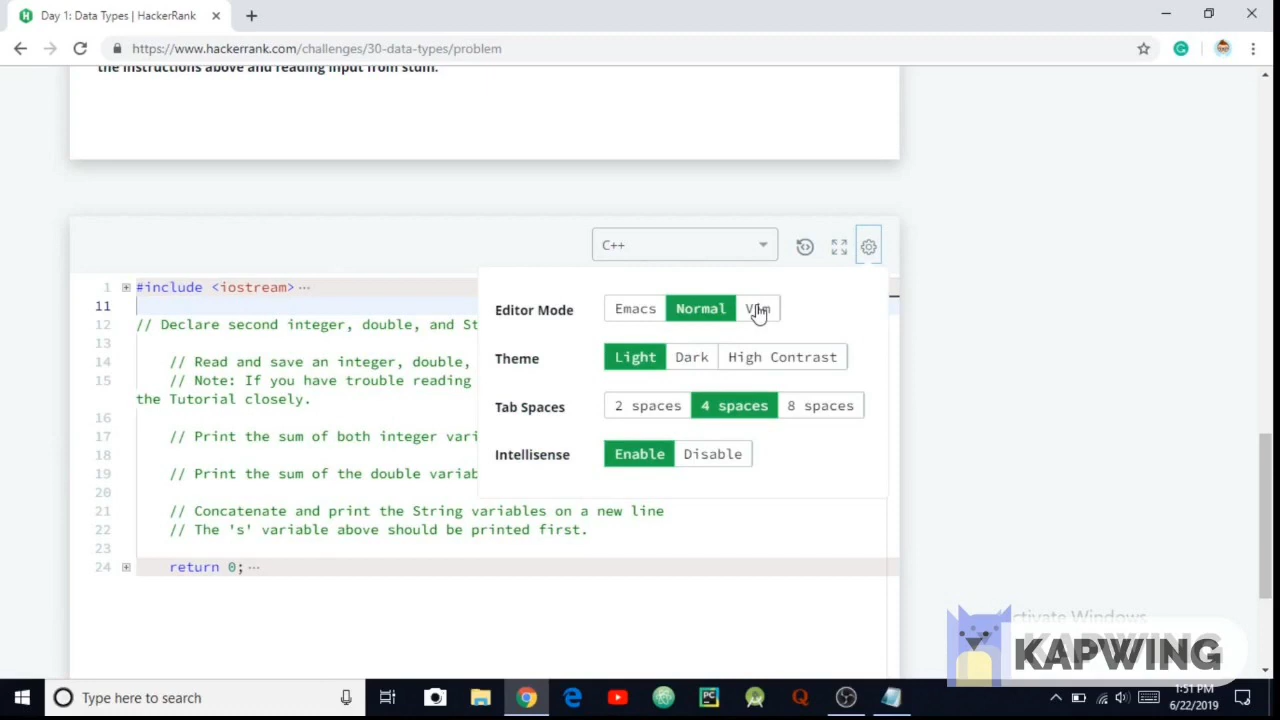 Day 1: Data Types | HackerRank
https://www.hackerrank.com/challenges/30-data-types/problem
the instructions above and reading input from stdin.
C++
1 #include <iostream> ···
11
12 // Declare second integer, double, and St
13
14 // Read and save an integer, double,
15 // Note: If you have trouble reading
the Tutorial closely.
16
17 // Print the sum of both integer vari
18
19 // Print the sum of the double variab
20
21 // Concatenate and print the String variables on a new line
22 // The 's' variable above should be printed first.
23
24 return 0; ···
Editor Mode Emacs Normal Vim
Theme Light Dark High Contrast
Tab Spaces 2 spaces 4 spaces 8 spaces
Intellisense Enable Disable
Activate Windows
KAPWING
Type here to search
1:51 PM
6/22/2019